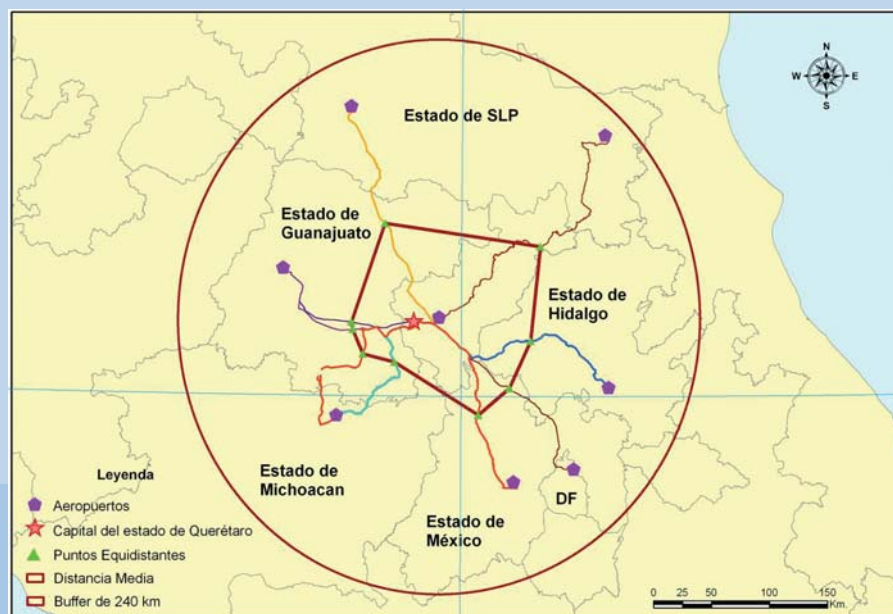 N
W E
S
Estado de SLP
Estado de
Guanajuato
Estado de
Hidalgo
Estado de
Michoacan
Estado de
México
DF
Leyenda
Aeropuertos
Capital del estado de Querétaro
Puntos Equidistantes
Distancia Media
Buffer de 240 km
0 25 50 100 150
Km.